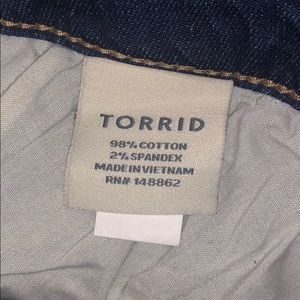 TORRID
98% COTTON
2% SPANDEX
MADE IN VIETNAM
RN# 148862